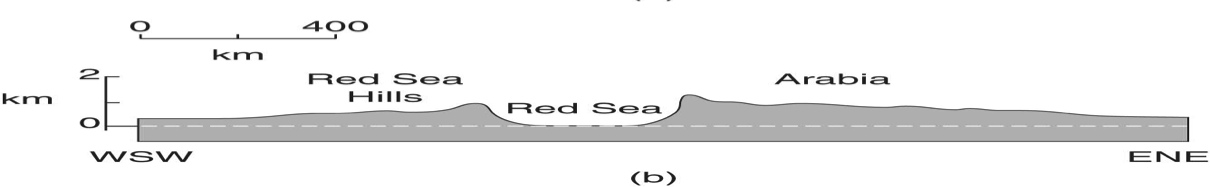 0 400
km
2
km
0
Red Sea
Hills
Red Sea
Arabia
WSW
ENE
(b)